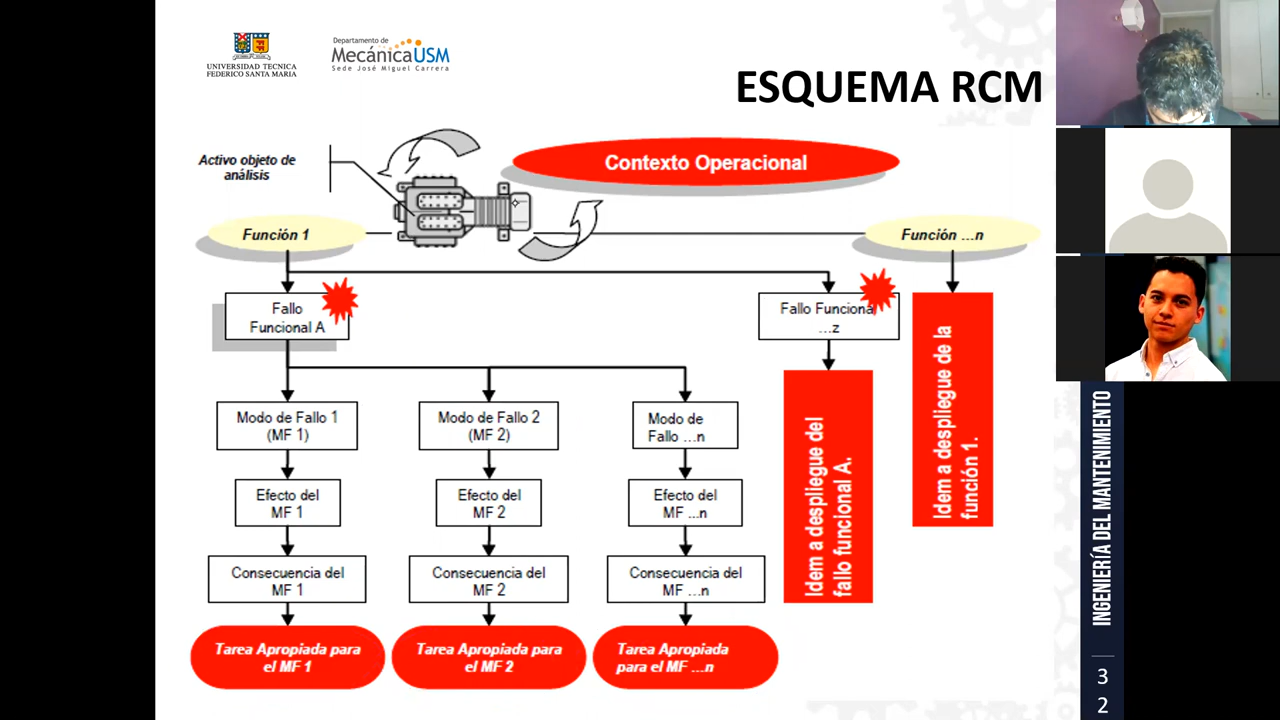 UNIVERSIDAD TECNICA
FEDERICO SANTA MARIA
Departamento de
MecánicaUSM
Sede José Miguel Carrera
ESQUEMA RCM
Activo objeto de
análisis
Contexto Operacional
Función 1
Función ...n
Fallo
Funcional A
Fallo Funciona
...z
Modo de Fallo 1
(MF 1)
Modo de Fallo 2
(MF 2)
Modo de
Fallo ...n
Efecto del
MF 1
Efecto del
MF 2
Efecto del
MF ...n
Consecuencia del
MF 1
Consecuencia del
MF 2
Consecuencia del
MF ...n
Tarea Apropiada para
el MF 1
Tarea Apropiada para
el MF 2
Tarea Apropiada
para el MF ...n
Idem a despliegue del
fallo funcional A.
Idem a despliegue de la
función 1.
INGENIERÍA DEL MANTENIMIENTO
3
2